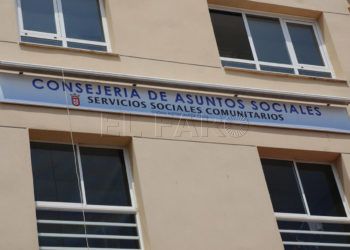 CONSEJERÍA DE ASUNTOS SOCIALES
SERVICIOS SOCIALES COMUNITARIOS
EL FARO